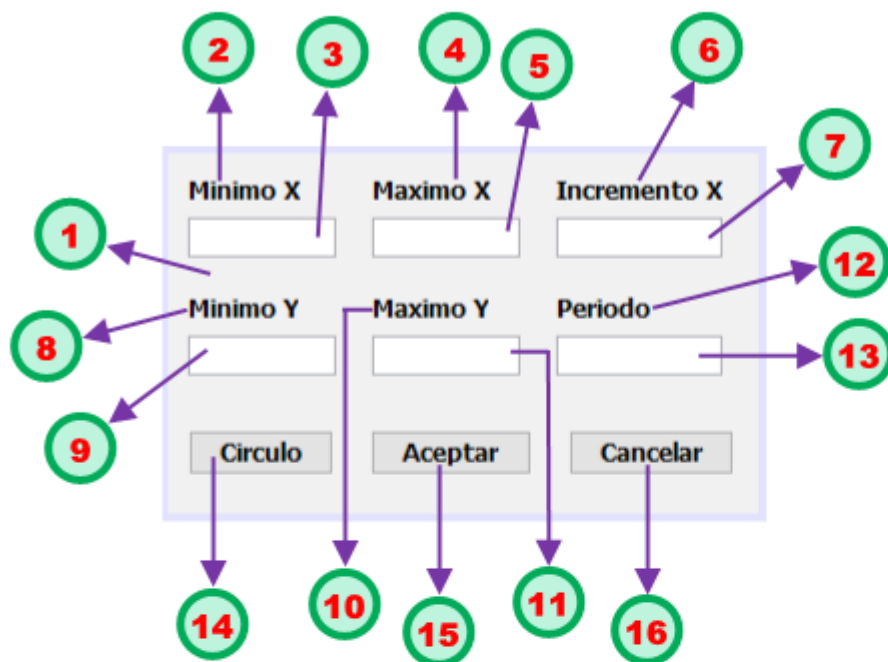 2 3 4 5 6
7
Minimo X Maximo X Incremento X
1
12
Minimo Y Maximo Y Periodo
8
13
9
Circulo Aceptar Cancelar
14 10 15 11 16